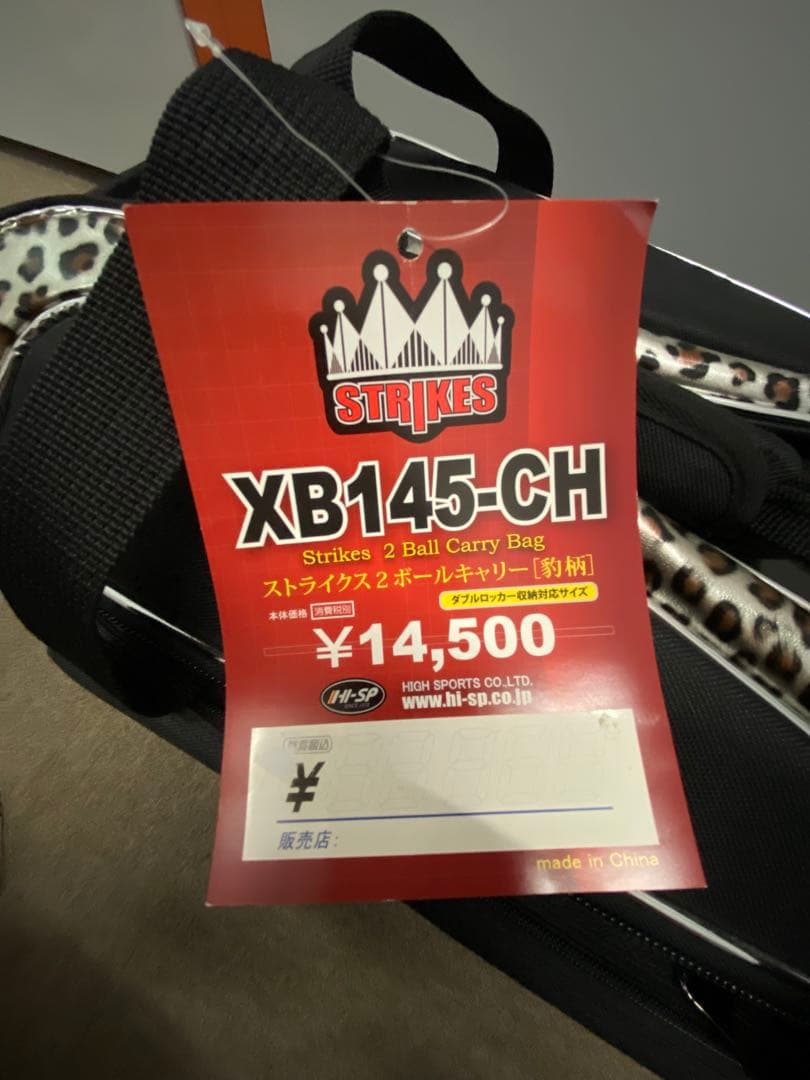 STRIKES
XB145-CH
Strikes 2 Ball Carry Bag
ストライクス2ボールキャリー［豹柄］
ダブルロッカー収納対応サイズ
本体価格 消費税別
¥14,500
HI-SP
HIGH SPORTS CO.,LTD.
www.hi-sp.co.jp
¥
販売店:
made in China